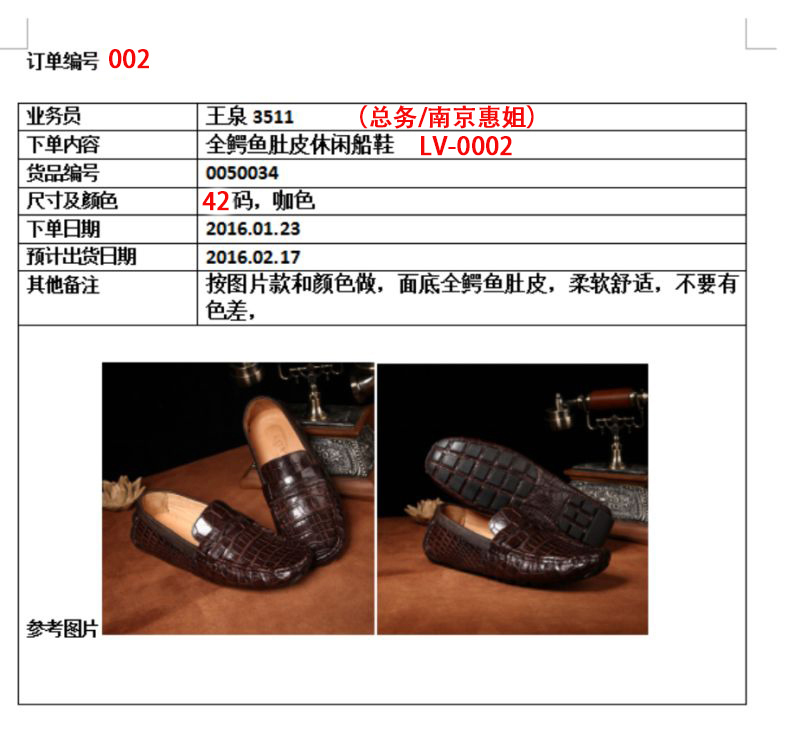 订单编号 002
业务员 王泉 3511 （总务/南京惠姐）
下单内容 全鳄鱼肚皮休闲船鞋 LV-0002
货品编号 0050034
尺寸及颜色 42码，咖色
下单日期 2016.01.23
预计出货日期 2016.02.17
其他备注 按图片款和颜色做，面底全鳄鱼肚皮，柔软舒适，不要有
色差，
参考图片